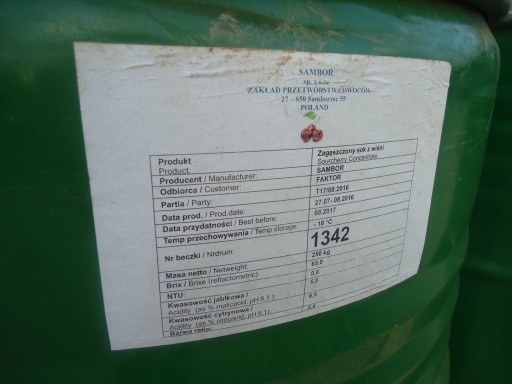 SAMBOR
Sp. z o.o.
ZAKŁAD PRZETWÓRSTWA OWOCÓW
27 – 650 Samborzec 55
POLAND
Produkt Zagęszczony sok z wiśni
Product: Sourcherry Concentrate
Producent / Manufacturer: SAMBOR
Odbiorca / Customer: FAKTOR
Partia / Party: T17/08.2016
Data prod. / Prod.date: 27.07- 08.2016
Data przydatności / Best before: 08.2017
Temp przechowywania / Temp storage: - 18 °C
Nr beczki / Nrdrum: 1342
Masa netto / Netweight: 250 kg
Brix / Brixe (refractometric): 65,0
NTU:
Kwasowość jabłkowa /
Acidity (as % malicacid, pH 8,1 )
Kwasowość cytrynowa /
Acidity (as % citricacid, pH 8,1):